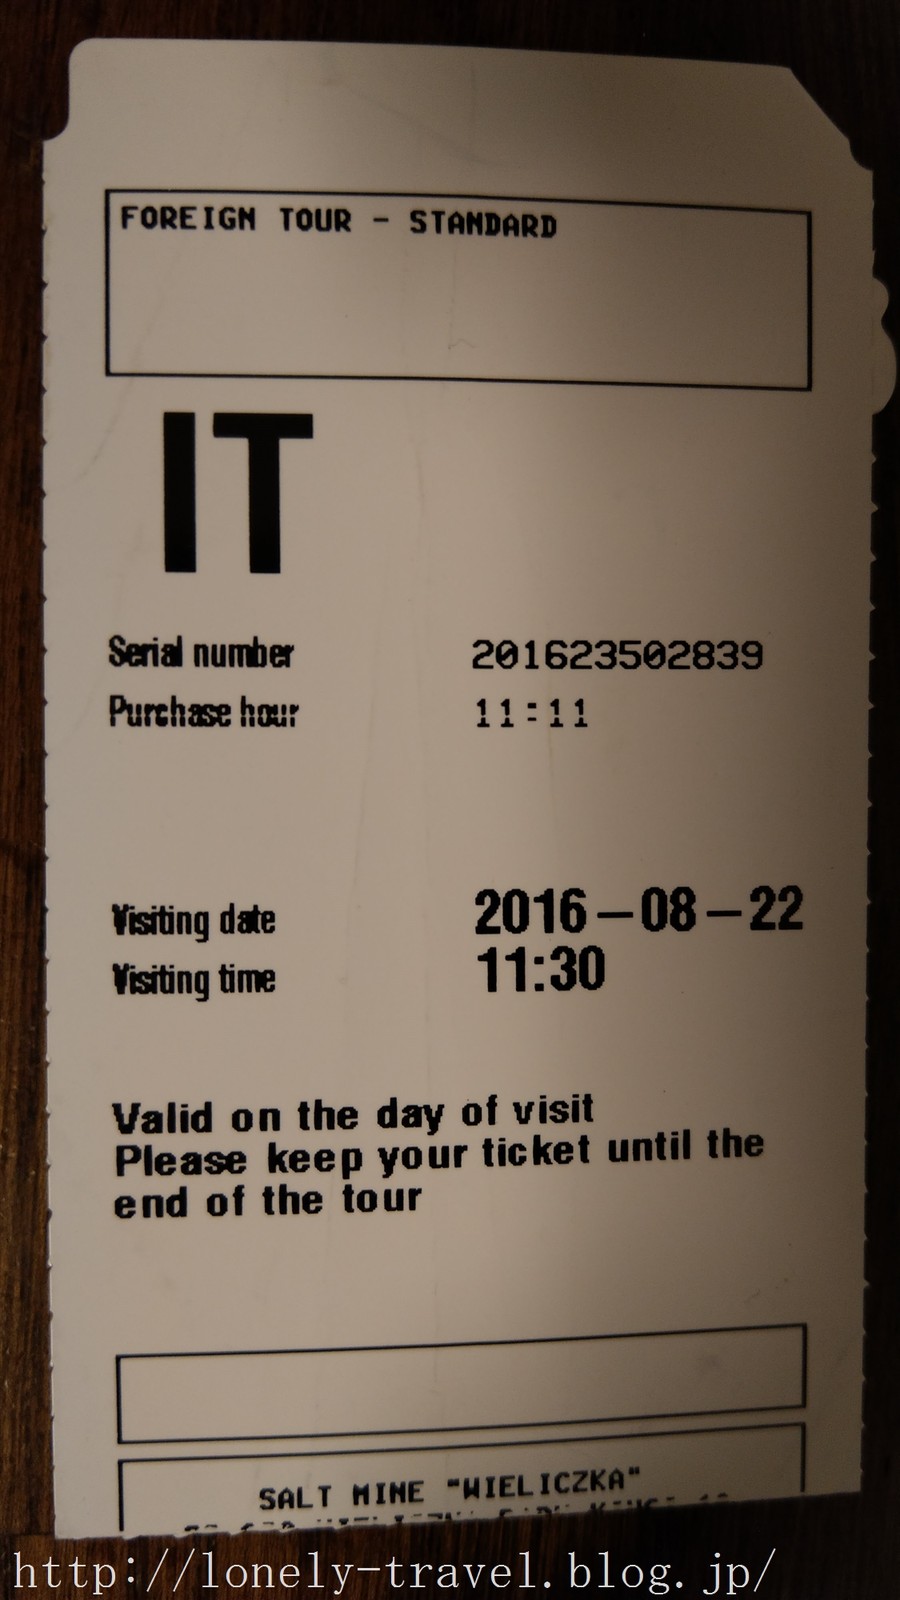 FOREIGN TOUR - STANDARD
IT
Serial number 201623502839
Purchase hour 11:11
Visiting date 2016-08-22
Visiting time 11:30
Valid on the day of visit
Please keep your ticket until the
end of the tour
SALT MINE "WIELICZKA"
http://lonely-travel.blog.jp/